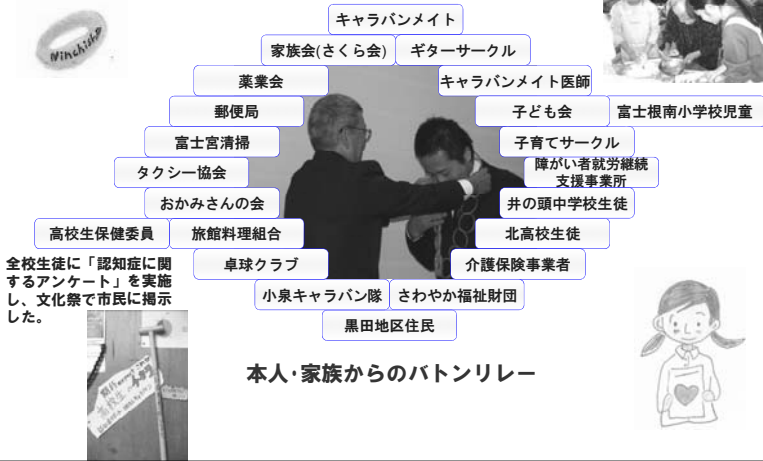 キャラバンメイト
家族会(さくら会)
ギターサークル
薬業会
キャラバンメイト医師
郵便局
子ども会
富士根南小学校児童
富士宮清掃
子育てサークル
タクシー協会
障がい者就労継続
支援事業所
おかみさんの会
井の頭中学校生徒
高校生保健委員
旅館料理組合
北高校生徒
卓球クラブ
介護保険事業者
全校生徒に「認知症に関
するアンケート」を実施
し、文化祭で市民に掲示
した。
小泉キャラバン隊
さわやか福祉財団
黒田地区住民
本人・家族からのバトンリレー
Ninchisho